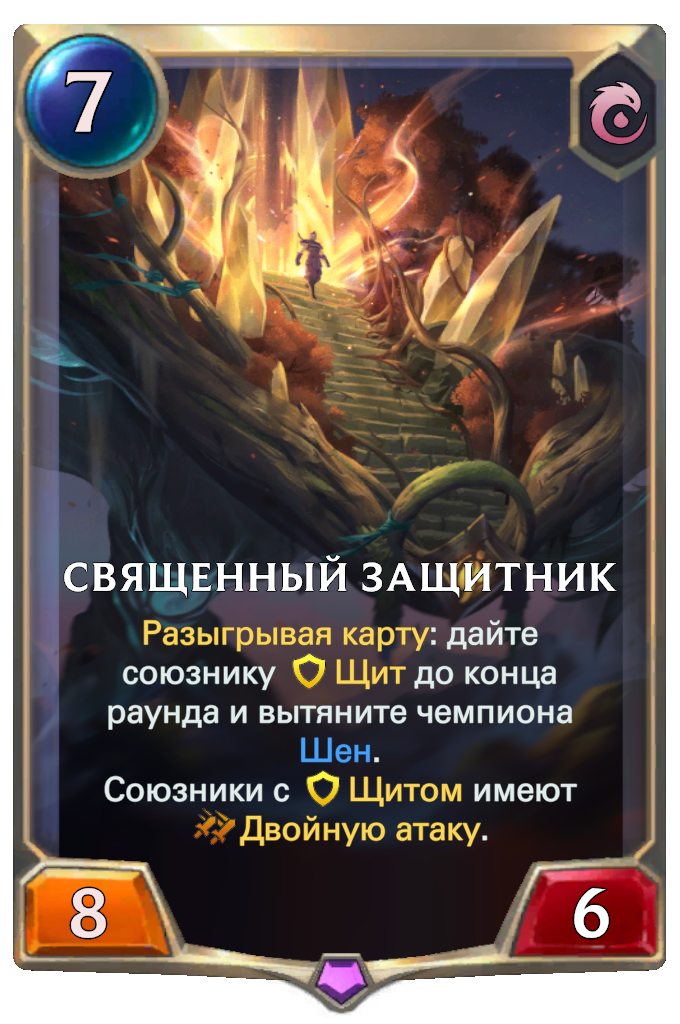 7
СВЯЩЕННЫЙ ЗАЩИТНИК
Разыгрывая карту: дайте
союзнику Щит до конца
раунда и вытяните чемпиона
Шен.
Союзники с Щитом имеют
Двойную атаку.
8
6